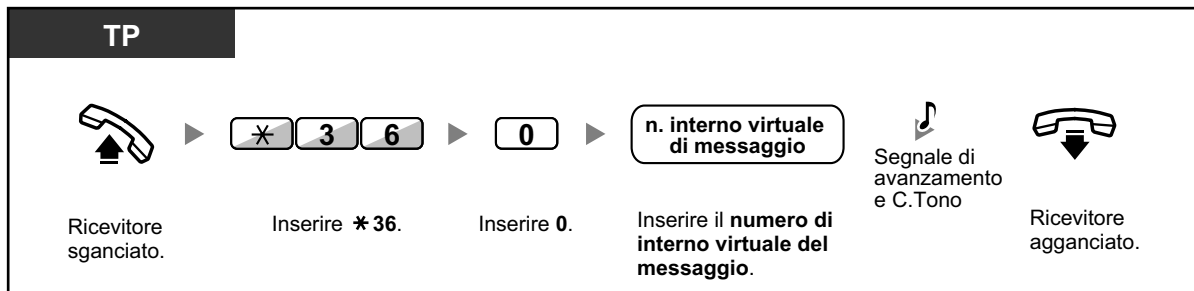 TP
✳ 3 6
0
n. interno virtuale
di messaggio
Segnale di
avanzamento
e C.Tono
Ricevitore
sganciato.
Inserire ✳36.
Inserire 0.
Inserire il numero di
interno virtuale del
messaggio.
Ricevitore
agganciato.